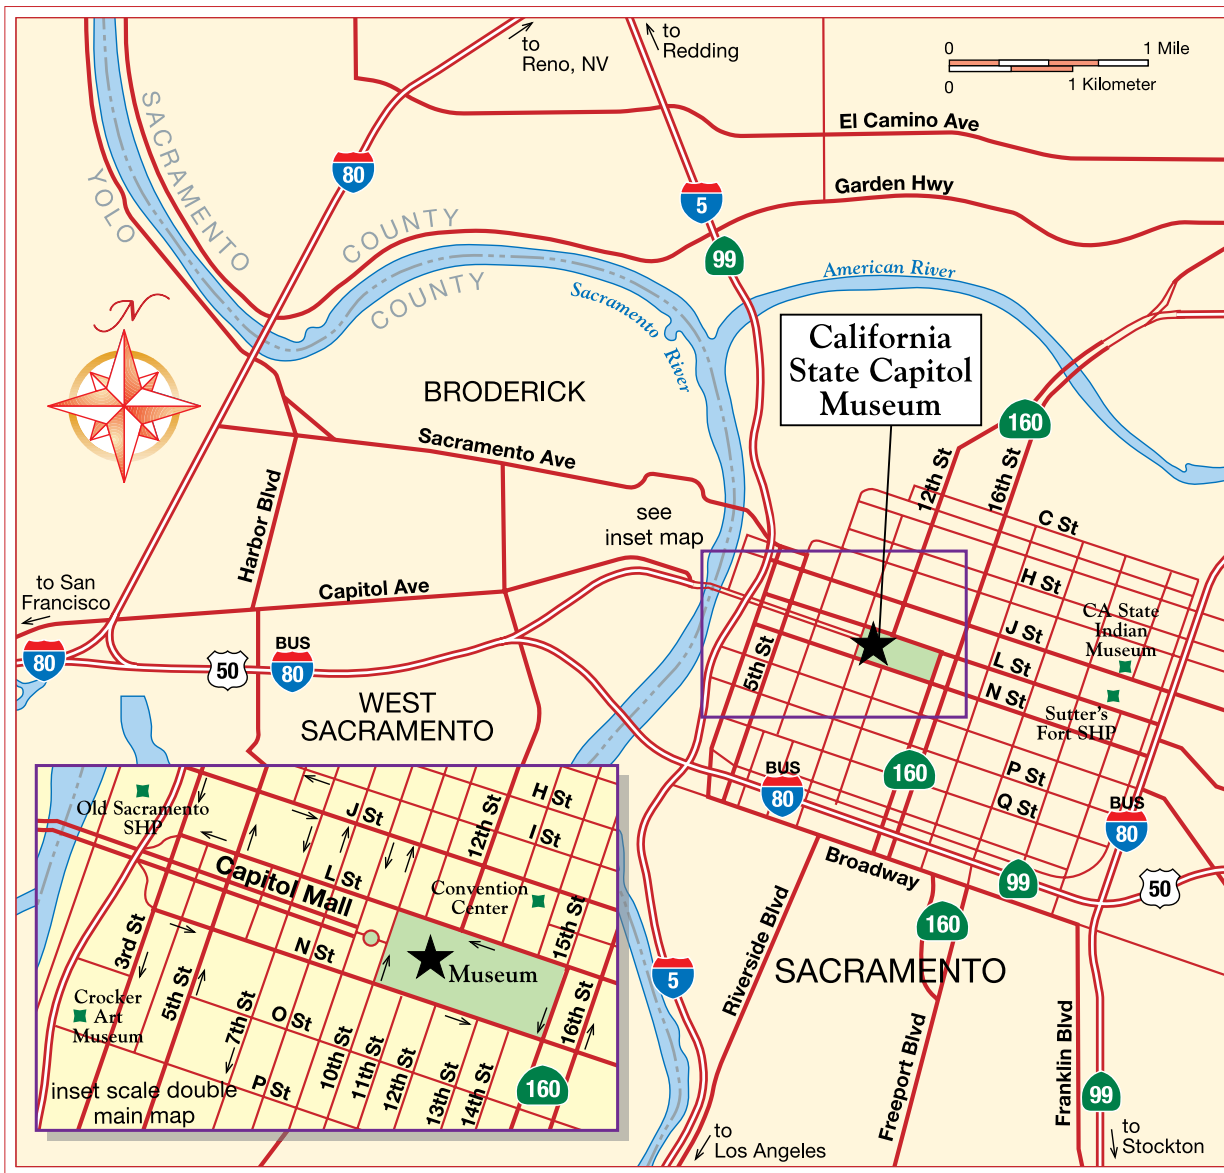 to
Reno, NV
to
Redding
0
1 Mile
0
1 Kilometer
El Camino Ave
Garden Hwy
SACRAMENTO
YOLO
COUNTY
COUNTY
80
5
99
N
Sacramento
River
American River
California
State Capitol
Museum
BRODERICK
Sacramento Ave
Harbor Blvd
160
12th St
16th St
C St
see
inset map
H St
to San
Francisco
Capitol Ave
CA State
Indian
Museum
J St
L St
N St
5th St
80
50
BUS
80
WEST
SACRAMENTO
Sutter's
Fort SHP
P St
Q St
BUS
80
160
BUS
80
Broadway
99
50
160
Riverside Blvd
SACRAMENTO
5
Freeport Blvd
Franklin Blvd
99
to
Los Angeles
to
Stockton
Old Sacramento
SHP
J St
H St
I St
12th St
L St
Capitol Mall
Convention
Center
15th St
3rd St
N St
Museum
5th St
Crocker
Art
Museum
7th St
O St
10th St
11th St
12th St
13th St
14th St
16th St
P St
160
inset scale double
main map